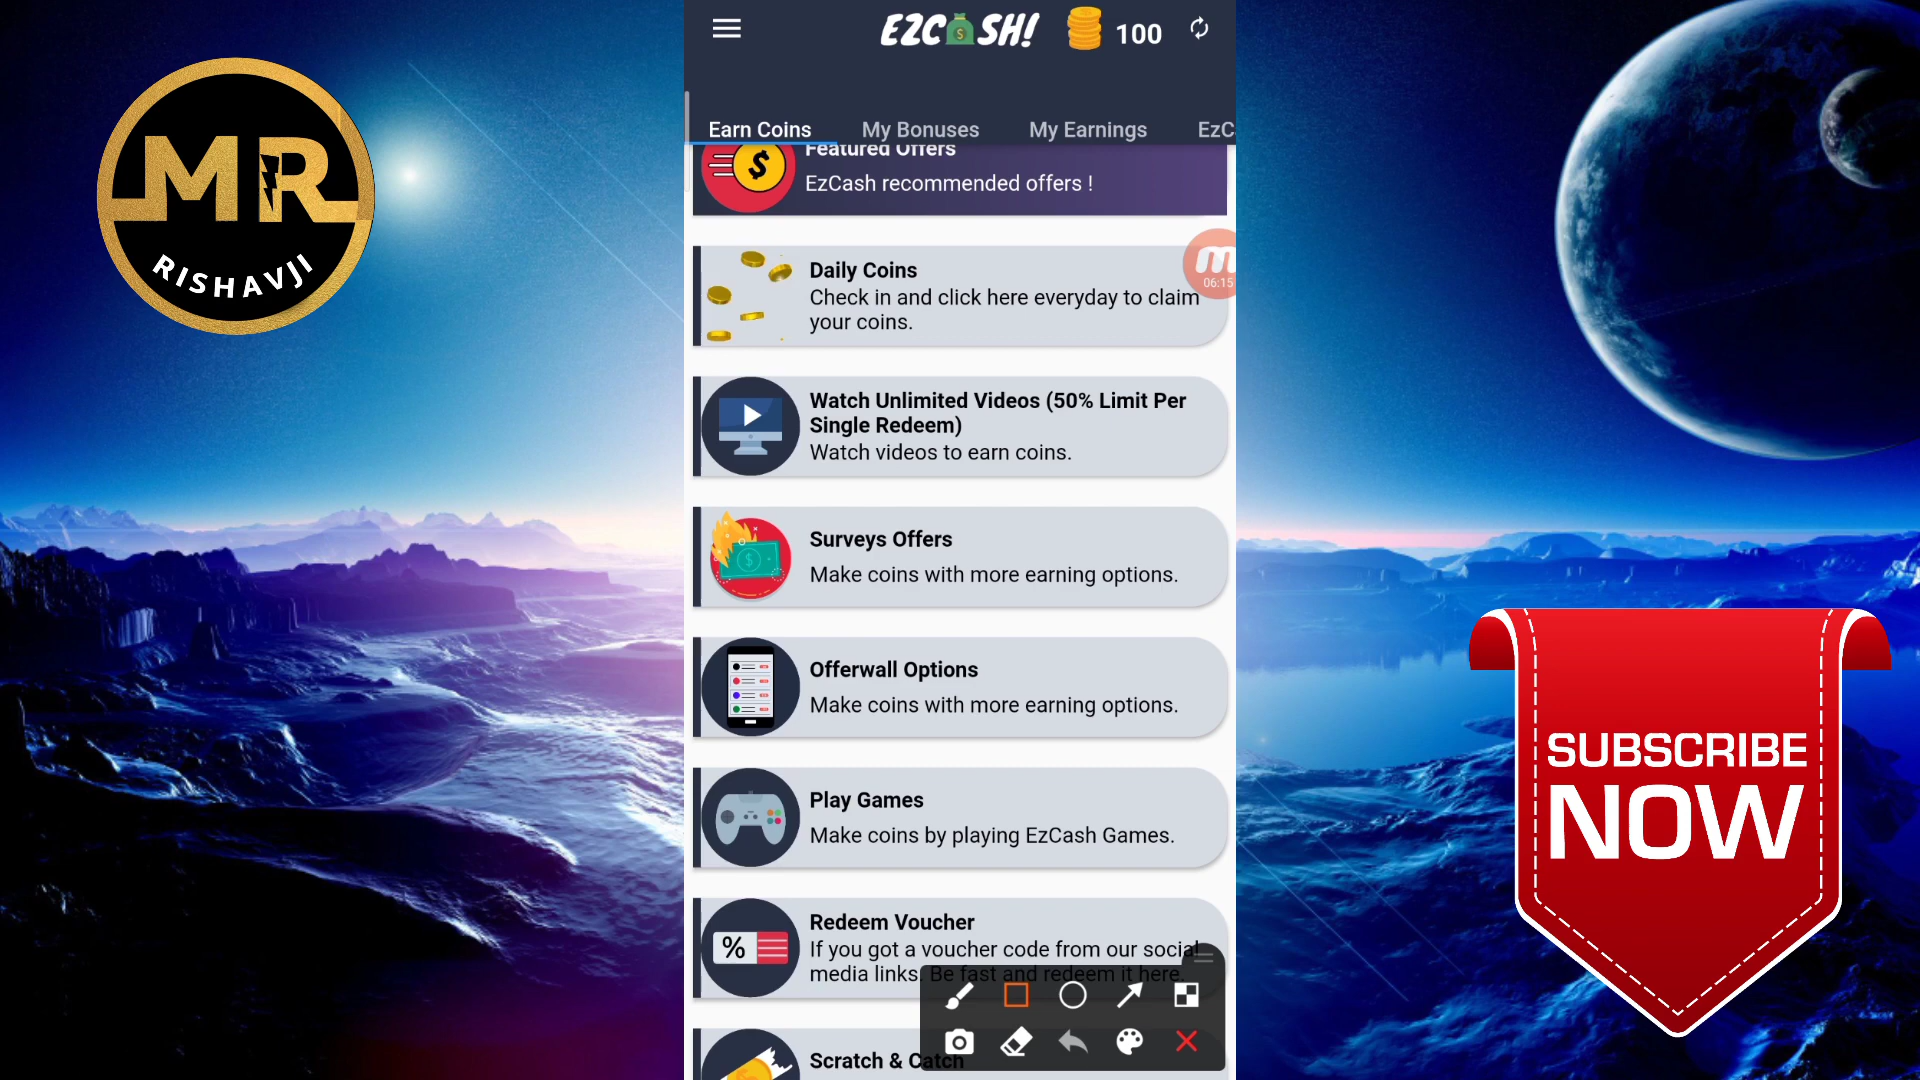 MR
RISHAVJI
EZCASH!
100
Earn Coins
My Bonuses
My Earnings
EzC
Featured Offers
EzCash recommended offers !
Daily Coins
Check in and click here everyday to claim
your coins.
06:15
Watch Unlimited Videos (50% Limit Per
Single Redeem)
Watch videos to earn coins.
Surveys Offers
Make coins with more earning options.
Offerwall Options
Make coins with more earning options.
Play Games
Make coins by playing EzCash Games.
%
Redeem Voucher
If you got a voucher code from our social
media links. Be fast and redeem it here.
Scratch & Catch
SUBSCRIBE
NOW